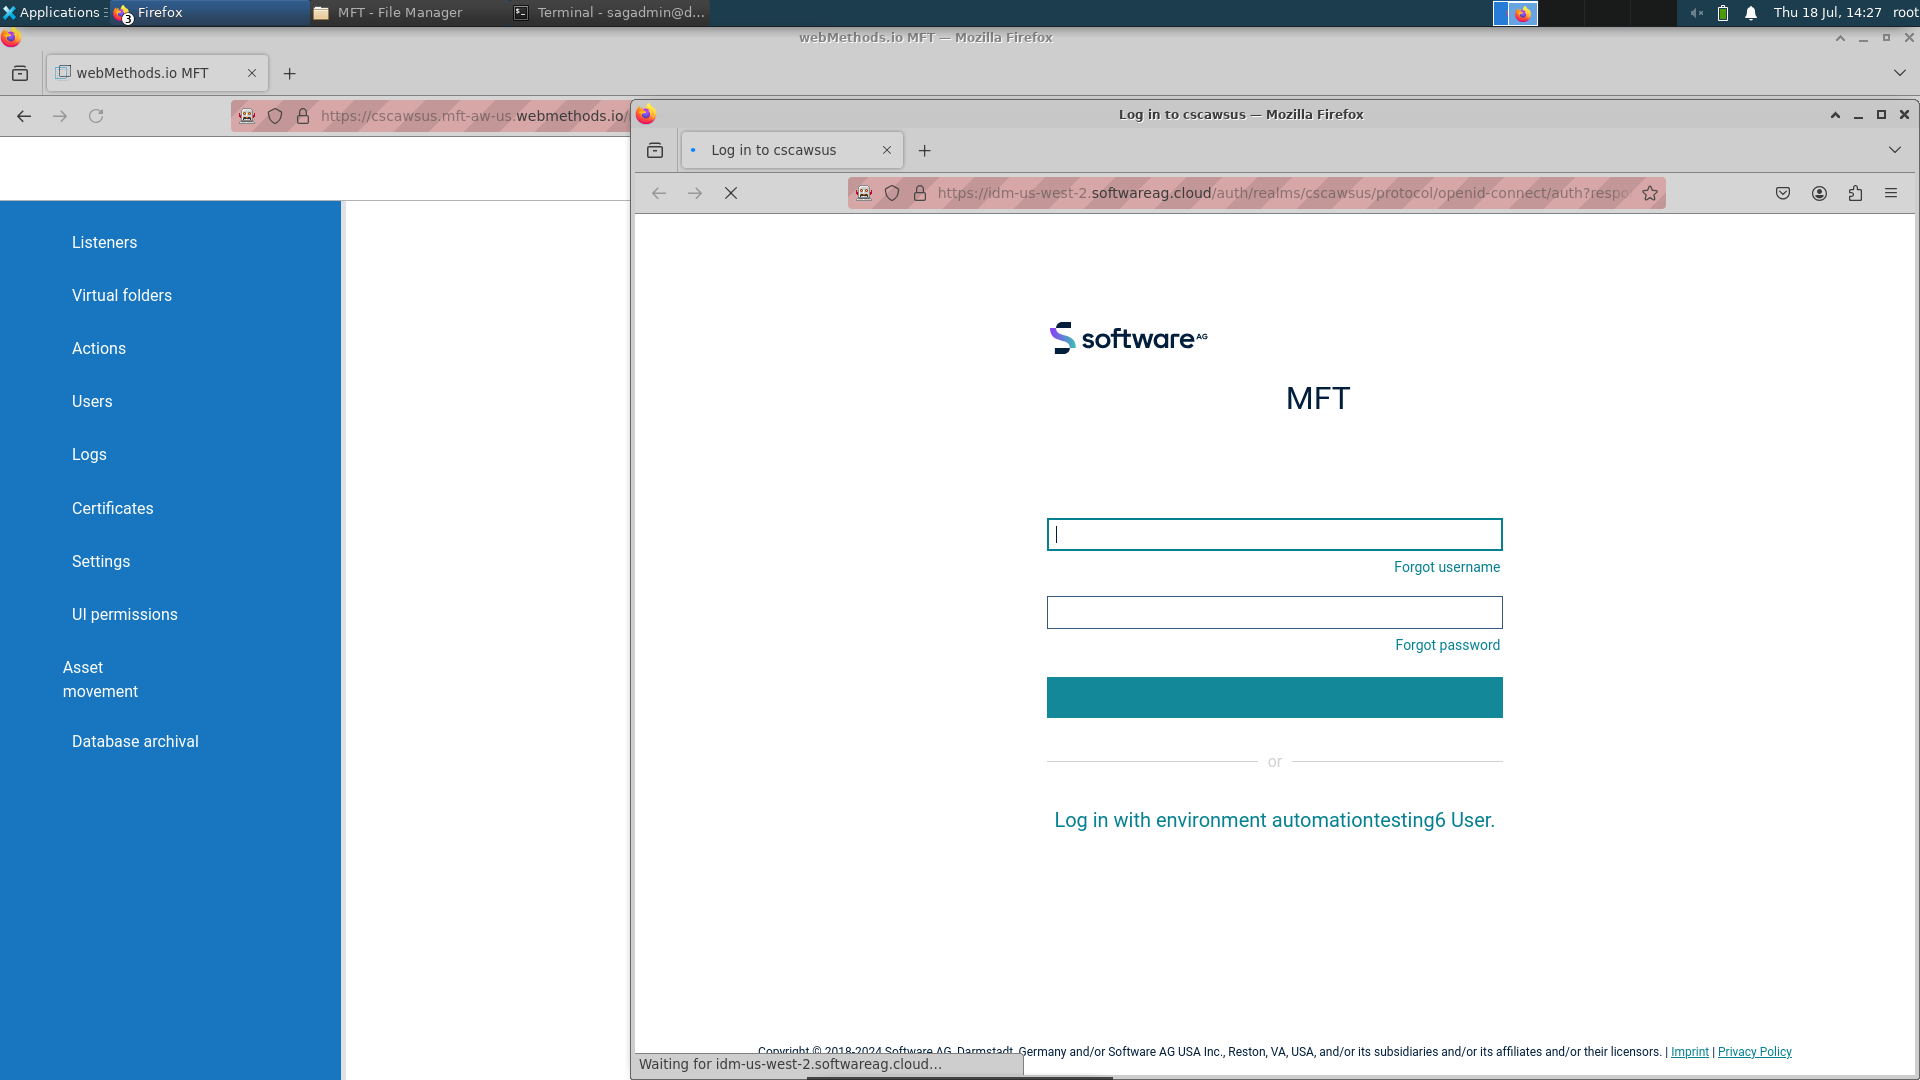 Applications
3
Firefox
MFT - File Manager
Terminal - sagadmin@d...
Thu 18 Jul, 14:27
root
webMethods.io MFT — Mozilla Firefox
webMethods.io MFT
https://cscawsus.mft-aw-us.webmethods.io/
Log in to cscawsus — Mozilla Firefox
Log in to cscawsus
https://idm-us-west-2.softwareag.cloud/auth/realms/cscawsus/protocol/openid-connect/auth?respo
Listeners
Virtual folders
Actions
Users
Logs
Certificates
Settings
UI permissions
Asset
movement
Database archival
software AG
MFT
Forgot username
Forgot password
or
Log in with environment automationtesting6 User.
Copyright © 2018-2024 Software AG, Darmstadt, Germany and/or Software AG USA Inc., Reston, VA, USA, and/or its subsidiaries and/or its affiliates and/or their licensors. | Imprint | Privacy Policy
Waiting for idm-us-west-2.softwareag.cloud...